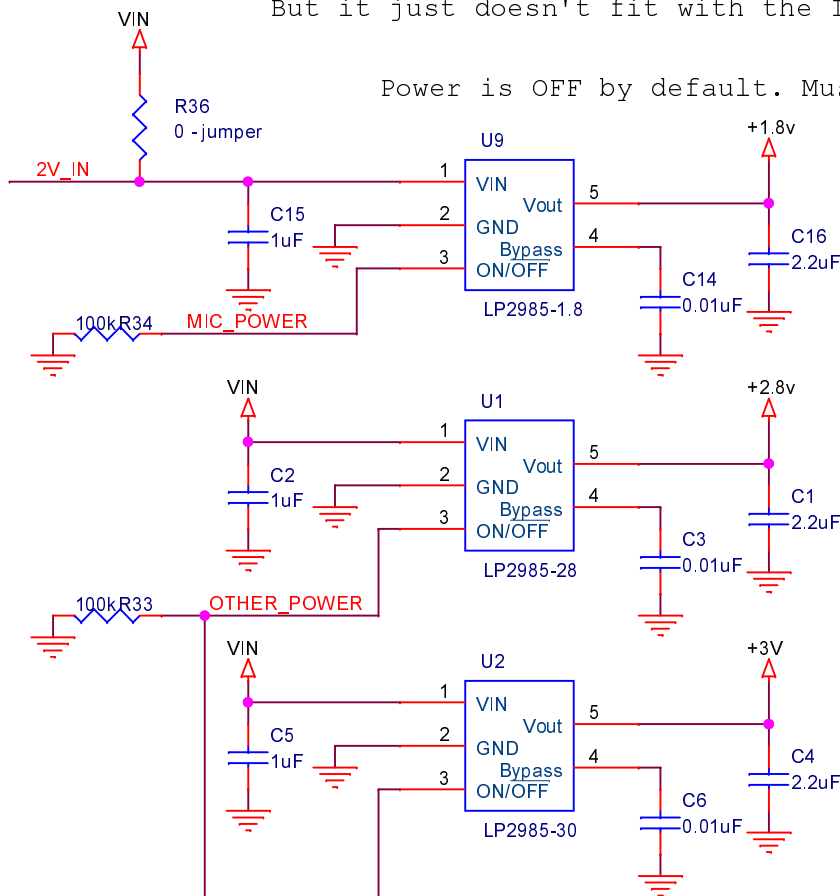 But it just doesn't fit with the
VIN
Power is OFF by default.
R36
0 -jumper
U9
+1.8v
2V_IN
1
VIN
5
Vout
C15
1uF
2
GND
4
Bypass
C16
2.2uF
3
ON/OFF
C14
0.01uF
LP2985-1.8
100k
R34
MIC_POWER
VIN
U1
+2.8v
1
VIN
5
Vout
C2
1uF
2
GND
4
Bypass
C1
2.2uF
3
ON/OFF
C3
0.01uF
LP2985-28
100k
R33
OTHER_POWER
VIN
U2
+3V
1
VIN
5
Vout
C5
1uF
2
GND
4
Bypass
C4
2.2uF
3
ON/OFF
C6
0.01uF
LP2985-30